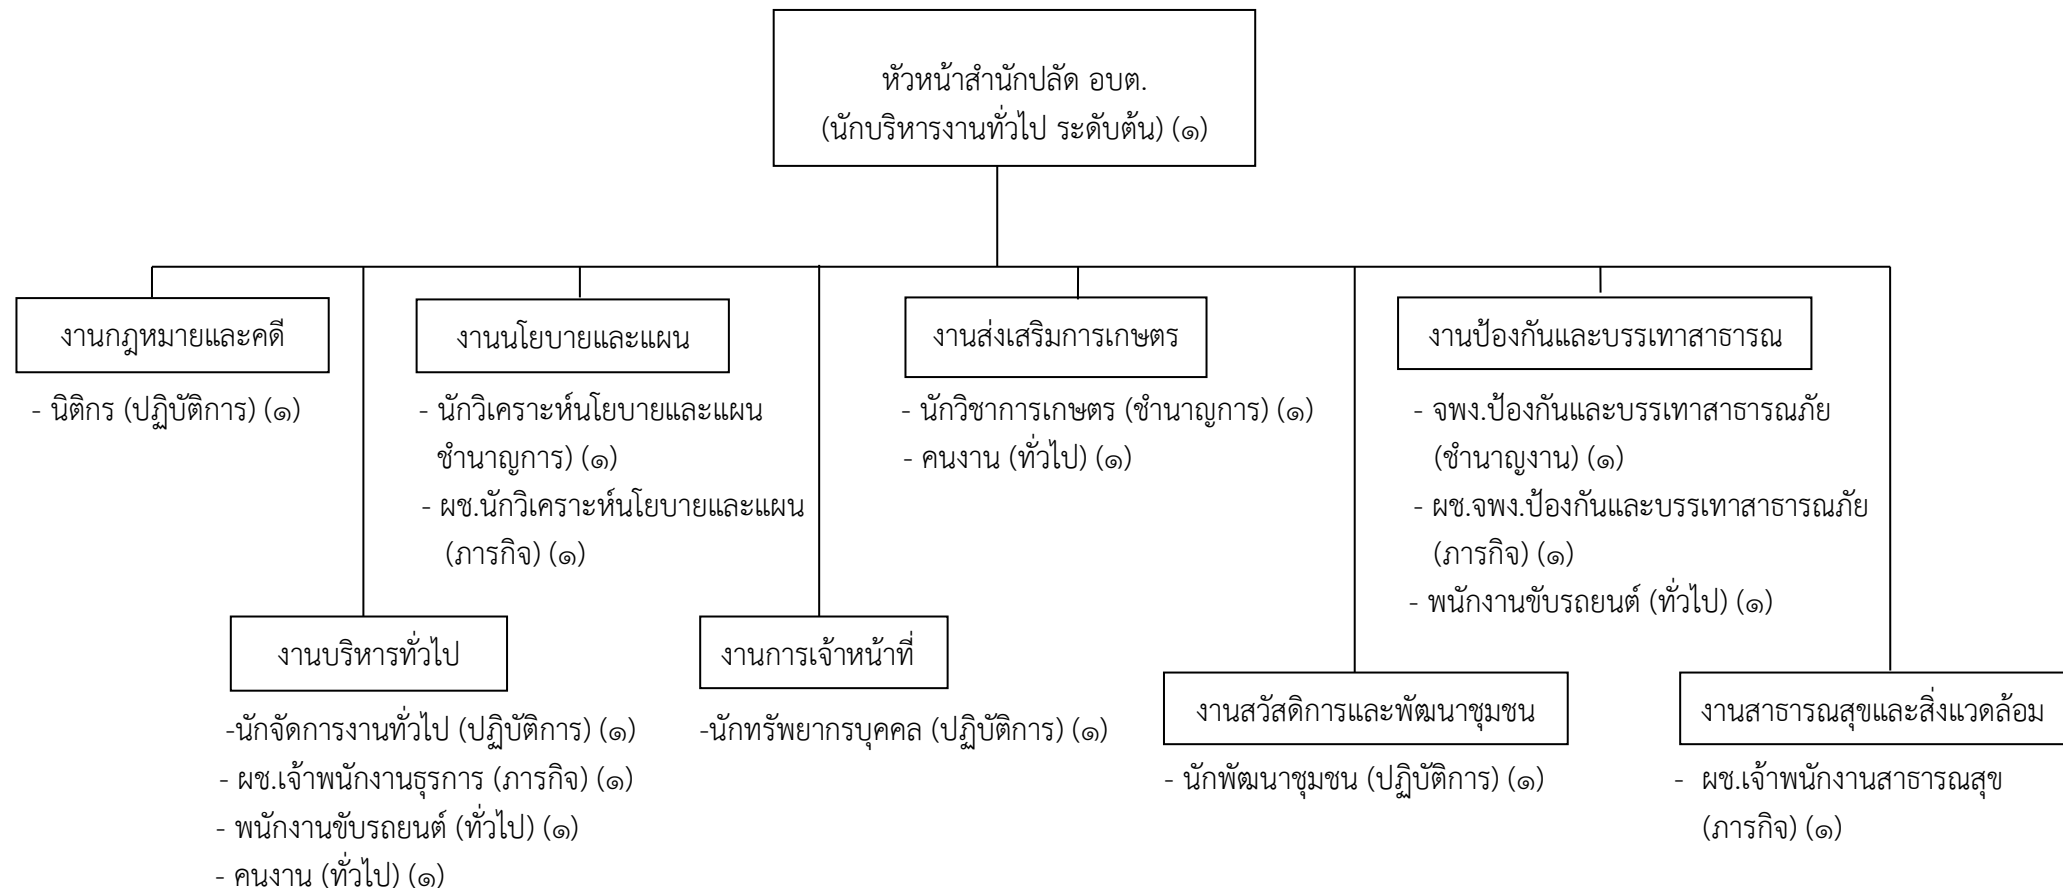 หัวหน้าสำนักปลัด อบต.
(นักบริหารงานทั่วไป ระดับต้น) (๑)
งานกฎหมายและคดี
- นิติกร (ปฏิบัติการ) (๑)
งานนโยบายและแผน
- นักวิเคราะห์นโยบายและแผน
ชำนาญการ) (๑)
- ผช.นักวิเคราะห์นโยบายและแผน
(ภารกิจ) (๑)
งานส่งเสริมการเกษตร
- นักวิชาการเกษตร (ชำนาญการ) (๑)
- คนงาน (ทั่วไป) (๑)
งานป้องกันและบรรเทาสาธารณ
- จพง.ป้องกันและบรรเทาสาธารณภัย
(ชำนาญงาน) (๑)
- ผช.จพง.ป้องกันและบรรเทาสาธารณภัย
(ภารกิจ) (๑)
- พนักงานขับรถยนต์ (ทั่วไป) (๑)
งานบริหารทั่วไป
-นักจัดการงานทั่วไป (ปฏิบัติการ) (๑)
- ผช.เจ้าพนักงานธุรการ (ภารกิจ) (๑)
- พนักงานขับรถยนต์ (ทั่วไป) (๑)
- คนงาน (ทั่วไป) (๑)
งานการเจ้าหน้าที่
-นักทรัพยากรบุคคล (ปฏิบัติการ) (๑)
งานสวัสดิการและพัฒนาชุมชน
- นักพัฒนาชุมชน (ปฏิบัติการ) (๑)
งานสาธารณสุขและสิ่งแวดล้อม
- ผช.เจ้าพนักงานสาธารณสุข
(ภารกิจ) (๑)